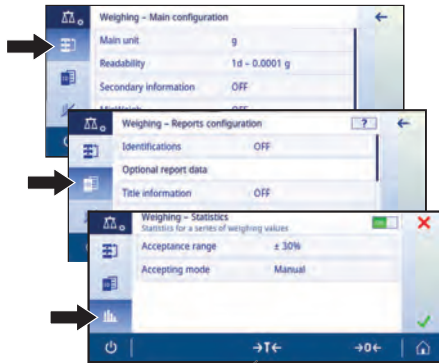 Weighing – Main configuration
Main unit g
Readability 1d – 0.0001 g
Secondary information OFF
MinWeigh OFF
Weighing – Reports configuration ?
Identifications OFF
Optional report data
Title information OFF
Weighing – Statistics
Statistics for a series of weighing values
Acceptance range ± 30%
Accepting mode Manual
→T← →0←